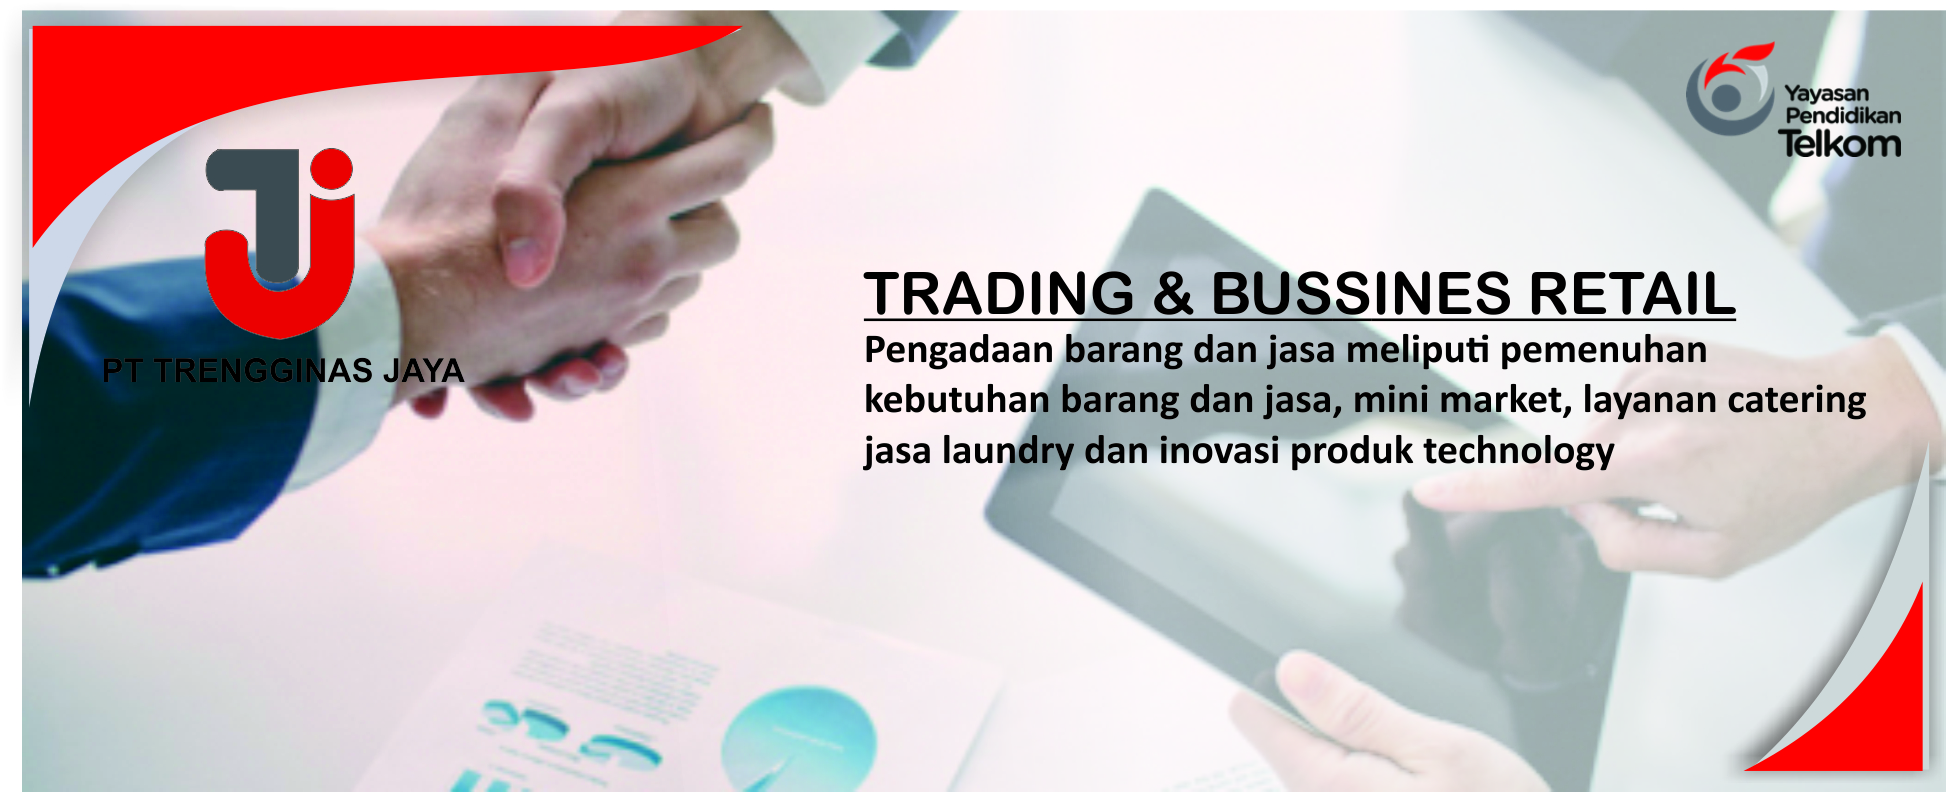 Yayasan
Pendidikan
Telkom
PT TRENGGINAS JAYA
TRADING & BUSSINES RETAIL
Pengadaan barang dan jasa meliputi pemenuhan
kebutuhan barang dan jasa, mini market, layanan catering
jasa laundry dan inovasi produk technology